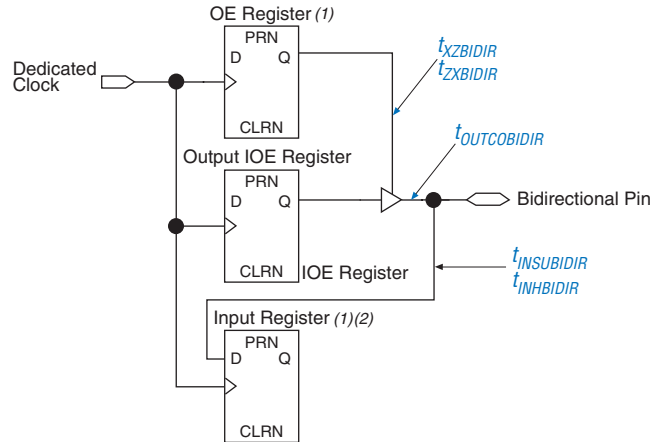 OE Register (1)
PRN
D Q
CLRN
Dedicated
Clock
tXZBIDIR
tZXBIDIR
tOUTCOBIDIR
Output IOE Register
PRN
D Q
CLRN
Bidirectional Pin
IOE Register
tINSUBIDIR
tINHBIDIR
Input Register (1)(2)
PRN
D Q
CLRN